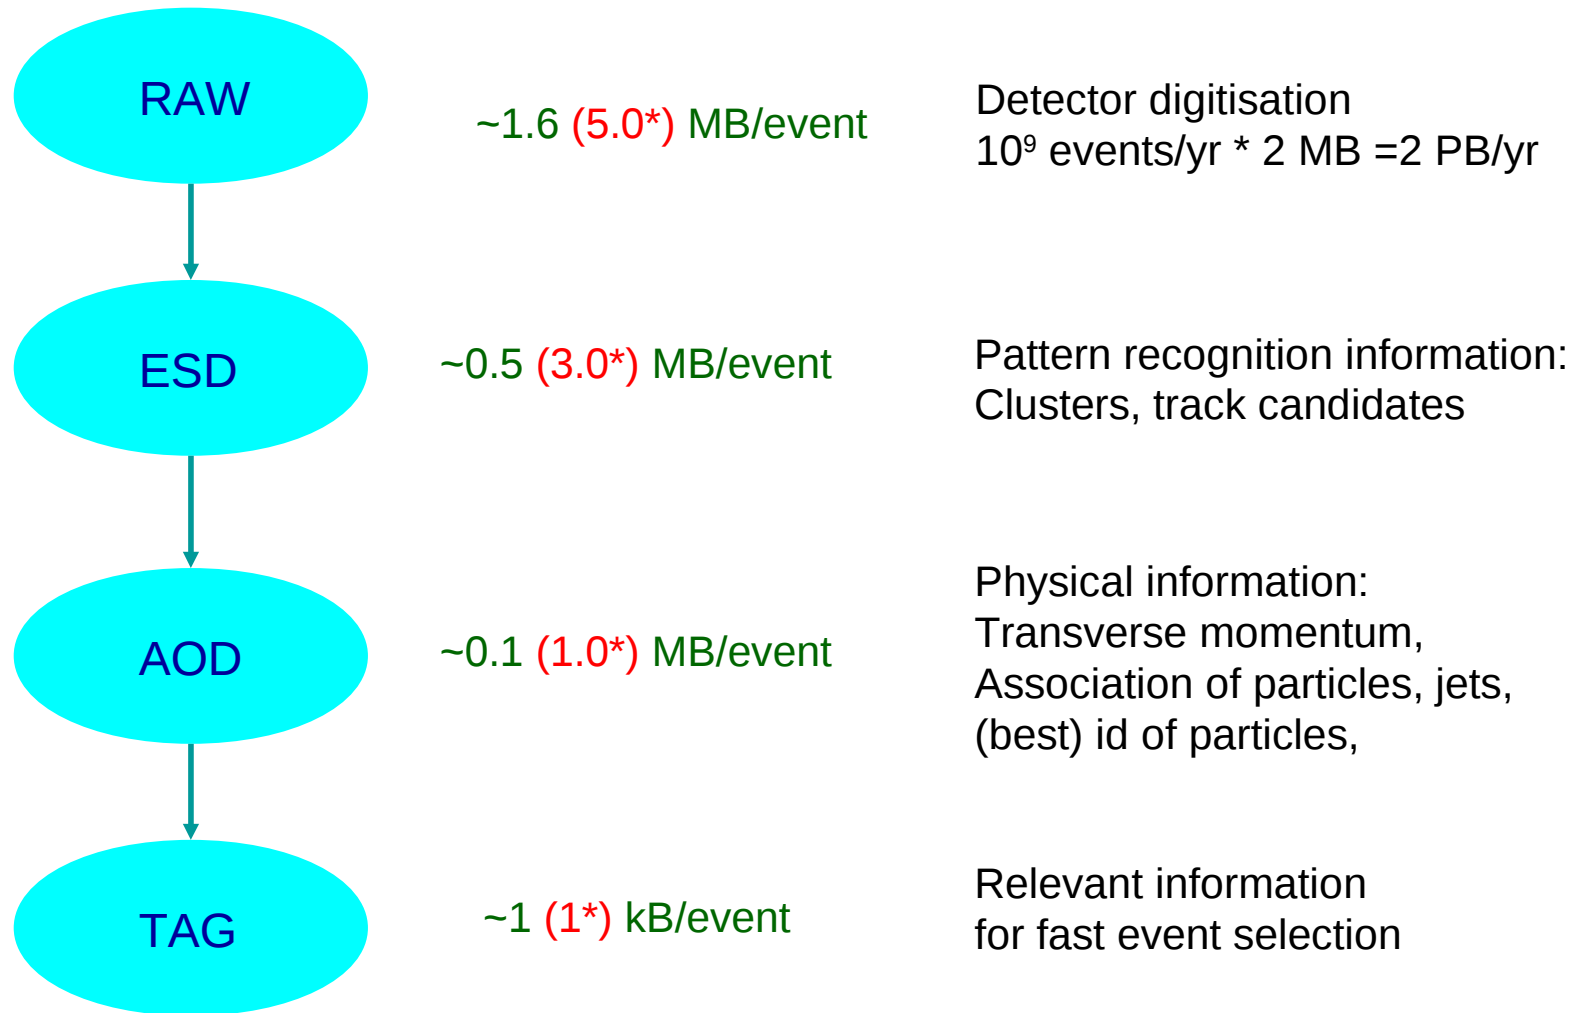 RAW
~1.6 (5.0*) MB/event
Detector digitisation
10⁹ events/yr * 2 MB =2 PB/yr
ESD
~0.5 (3.0*) MB/event
Pattern recognition information:
Clusters, track candidates
AOD
~0.1 (1.0*) MB/event
Physical information:
Transverse momentum,
Association of particles, jets,
(best) id of particles,
TAG
~1 (1*) kB/event
Relevant information
for fast event selection